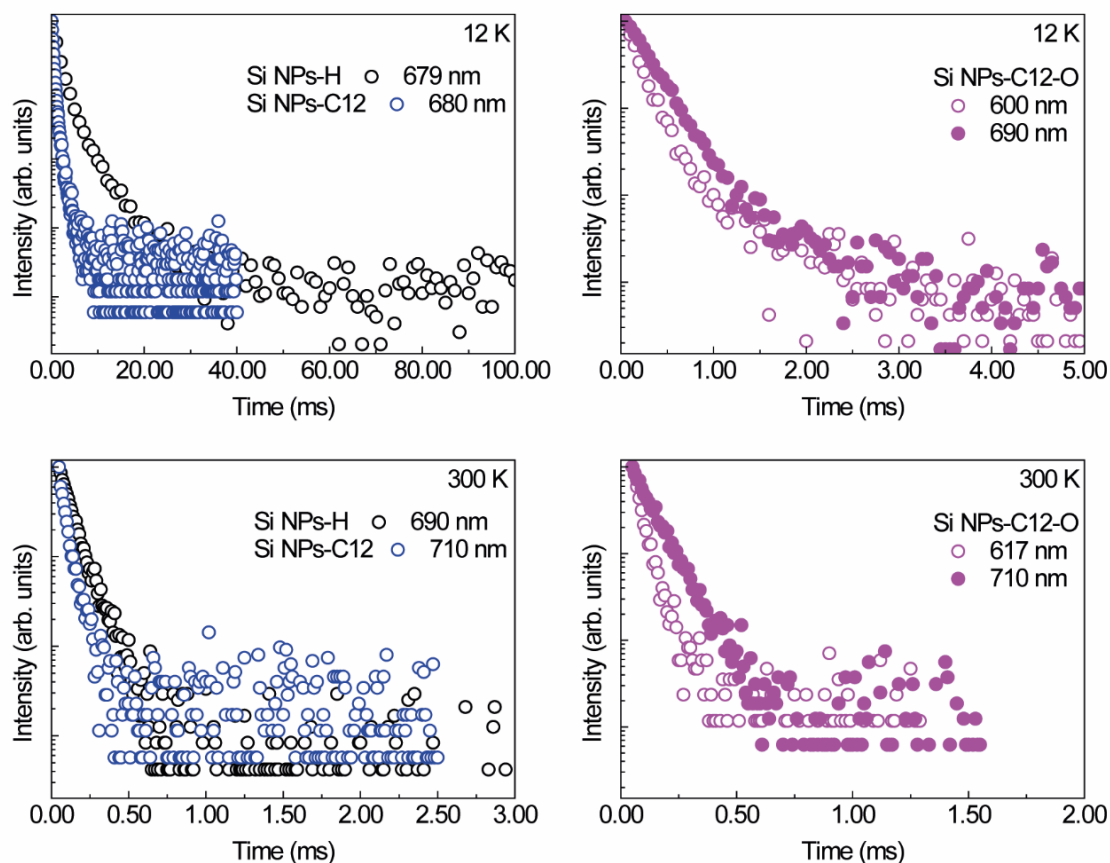 12 K
Si NPs-H 679 nm
Si NPs-C12 680 nm
Intensity (arb. units)
0.00 20.00 40.00 60.00 80.00 100.00
Time (ms)
12 K
Si NPs-C12-O
600 nm
690 nm
Intensity (arb. units)
0.00 1.00 2.00 3.00 4.00 5.00
Time (ms)
300 K
Si NPs-H 690 nm
Si NPs-C12 710 nm
Intensity (arb. units)
0.00 0.50 1.00 1.50 2.00 2.50 3.00
Time (ms)
300 K
Si NPs-C12-O
617 nm
710 nm
Intensity (arb. units)
0.00 0.50 1.00 1.50 2.00
Time (ms)